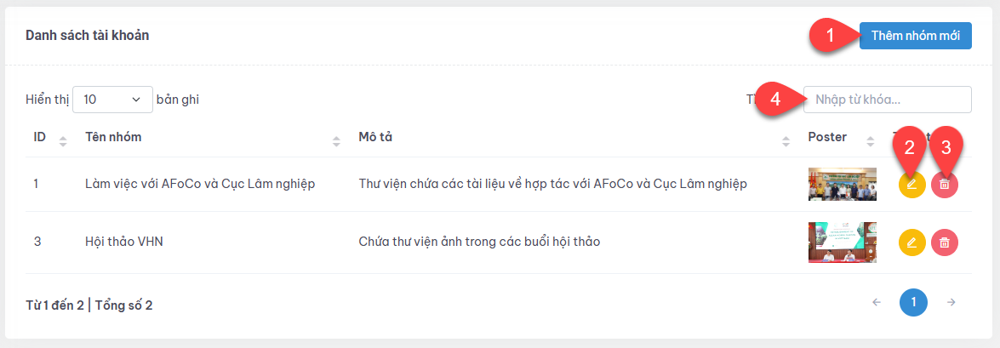 Danh sách tài khoản
1
Thêm nhóm mới
Hiển thị 10 bản ghi
4
Nhập từ khóa...
ID Tên nhóm Mô tả Poster
2 3
1 Làm việc với AFoCo và Cục Lâm nghiệp Thư viện chứa các tài liệu về hợp tác với AFoCo và Cục Lâm nghiệp
3 Hội thảo VHN Chứa thư viện ảnh trong các buổi hội thảo
Từ 1 đến 2 | Tổng số 2
1